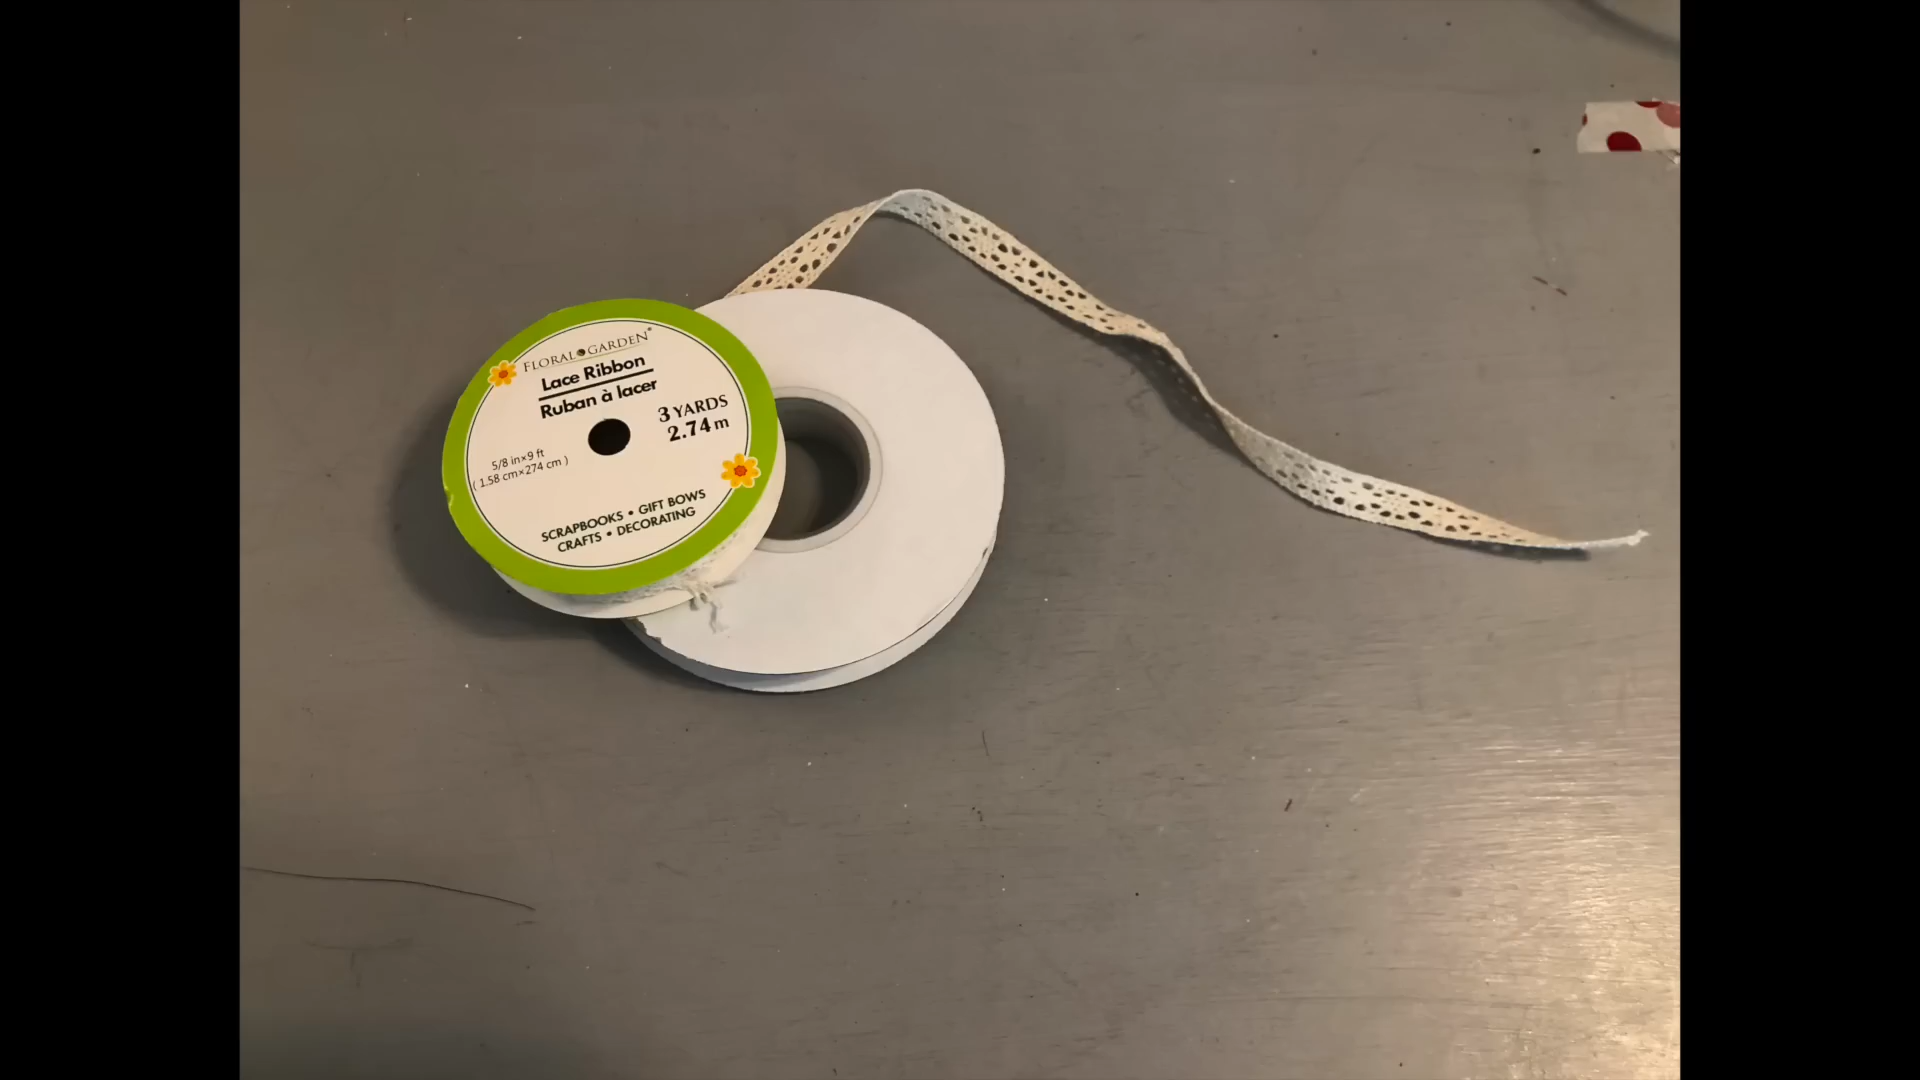 FLORAL GARDEN®
Lace Ribbon
Ruban à lacer
3 YARDS
2.74 m
5/8 in×9 ft
( 1.58 cm×274 cm )
SCRAPBOOKS • GIFT BOWS
CRAFTS • DECORATING